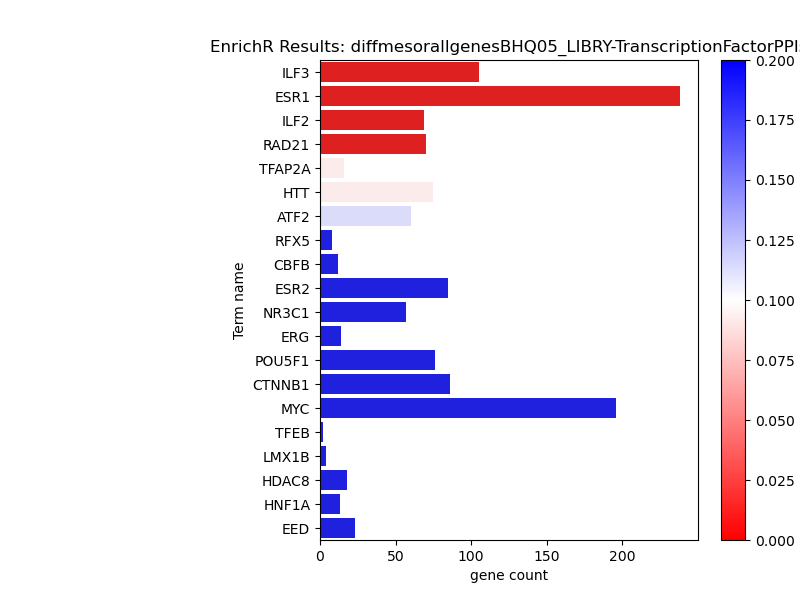 EnrichR Results: diffmesorallgenesBHQ05_LIBRY-TranscriptionFactorPPIs
ILF3
ESR1
ILF2
RAD21
TFAP2A
HTT
ATF2
RFX5
CBFB
ESR2
NR3C1
ERG
POU5F1
CTNNB1
MYC
TFEB
LMX1B
HDAC8
HNF1A
EED
Term name
0 50 100 150 200
gene count
0.200
0.175
0.150
0.125
0.100
0.075
0.050
0.025
0.000